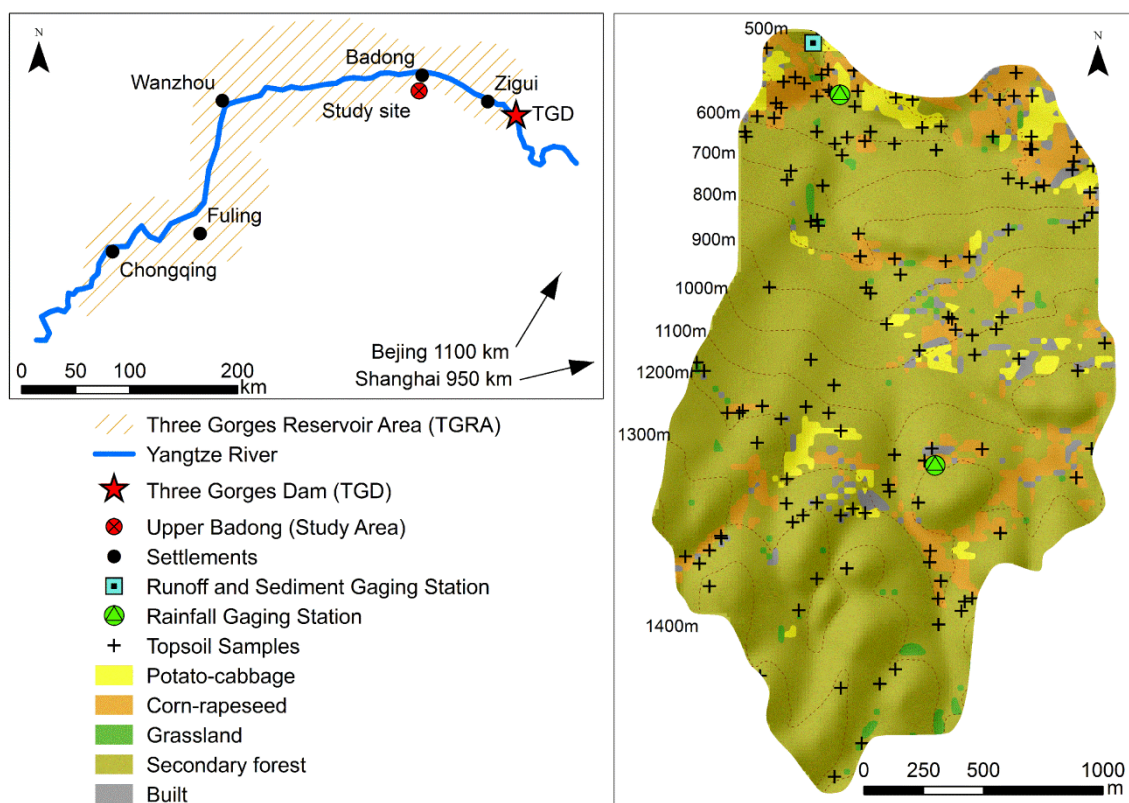 N
Badong
Wanzhou
Zigui
Study site
TGD
Fuling
Chongqing
Bejing 1100 km
Shanghai 950 km
0 50 100 200
km
Three Gorges Reservoir Area (TGRA)
Yangtze River
Three Gorges Dam (TGD)
Upper Badong (Study Area)
Settlements
Runoff and Sediment Gaging Station
Rainfall Gaging Station
Topsoil Samples
Potato-cabbage
Corn-rapeseed
Grassland
Secondary forest
Built
N
500m
600m
700m
800m
900m
1000m
1100m
1200m
1300m
1400m
0 250 500 1000
m